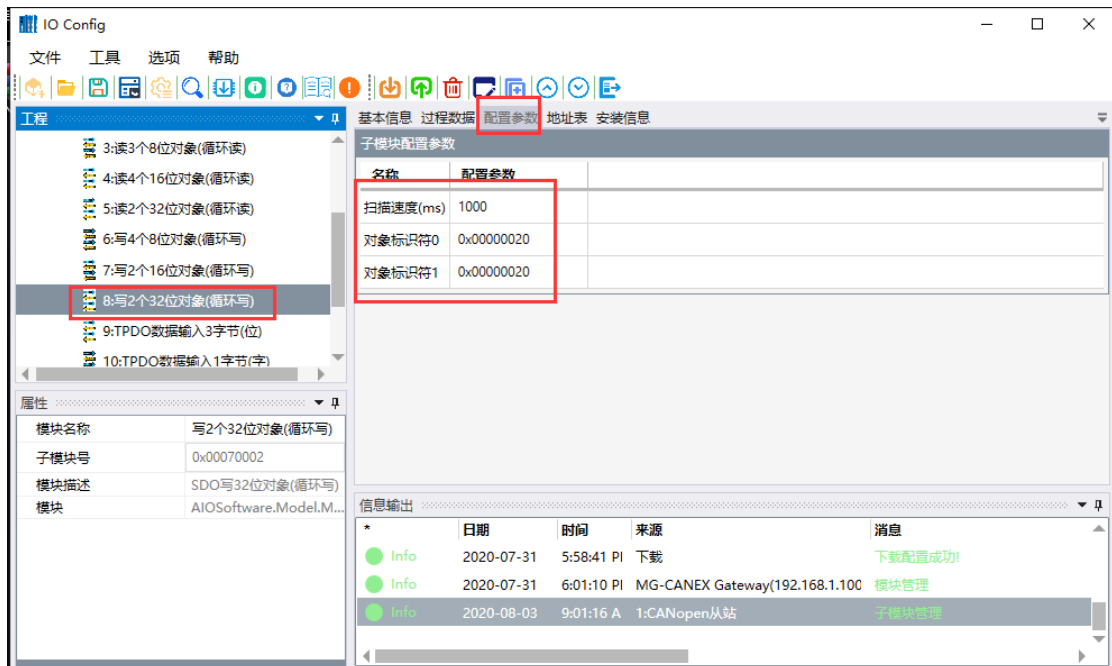 IO Config
文件 工具 选项 帮助
工程
3:读3个8位对象(循环读)
4:读4个16位对象(循环读)
5:读2个32位对象(循环读)
6:写4个8位对象(循环写)
7:写2个16位对象(循环写)
8:写2个32位对象(循环写)
9:TPDO数据输入3字节(位)
10:TPDO数据输入1字节(字)
属性
模块名称 写2个32位对象(循环写)
子模块号 0x00070002
模块描述 SDO写32位对象(循环写)
模块 AIOSoftware.Model.M...
基本信息 过程数据 配置参数 地址表 安装信息
子模块配置参数
名称 配置参数
扫描速度(ms) 1000
对象标识符0 0x00000020
对象标识符1 0x00000020
信息输出
* 日期 时间 来源 消息
Info 2020-07-31 5:58:41 PI 下载 下载配置成功!
Info 2020-07-31 6:01:10 PI MG-CANEX Gateway(192.168.1.100 模块管理
Info 2020-08-03 9:01:16 A 1:CANopen从站 子模块管理